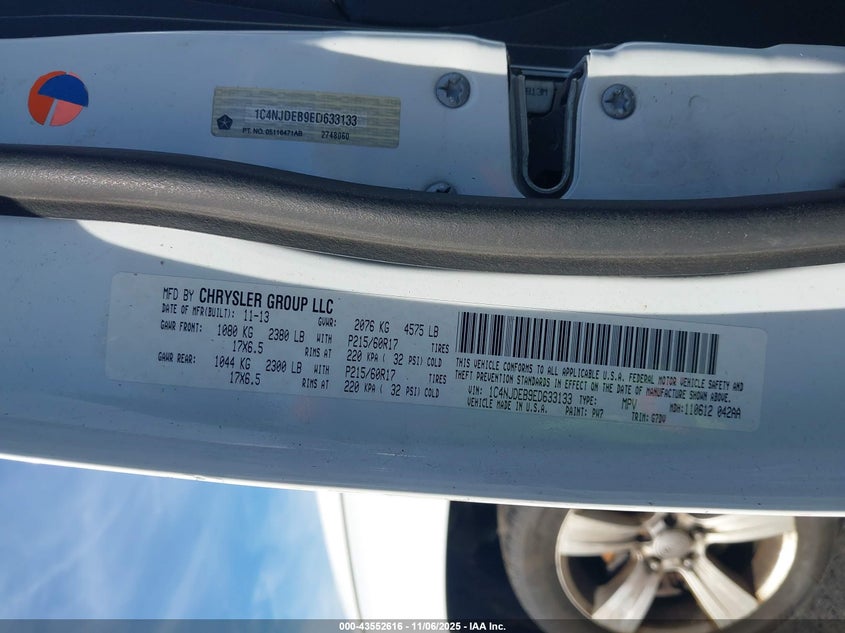 1C4NJDEB9ED633133
PT. NO. 05116471AB 2748060
MFD BY CHRYSLER GROUP LLC
DATE OF MFR(BUILT): 11-13 GVWR: 2076 KG 4575 LB
GAWR FRONT: 1080 KG 2380 LB WITH P215/60R17 TIRES
17X6.5 RIMS AT 220 KPA ( 32 PSI) COLD
GAWR REAR: 1044 KG 2300 LB WITH P215/60R17 TIRES
17X6.5 RIMS AT 220 KPA ( 32 PSI) COLD
THIS VEHICLE CONFORMS TO ALL APPLICABLE U.S.A. FEDERAL MOTOR VEHICLE SAFETY AND
THEFT PREVENTION STANDARDS IN EFFECT ON THE DATE OF MANUFACTURE SHOWN ABOVE.
VIN: 1C4NJDEB9ED633133 TYPE: MPV MDH: 110612 042AA
VEHICLE MADE IN U.S.A. PAINT: PW7 TRIM:
000-43552616 - 11/06/2025 - IAA Inc.